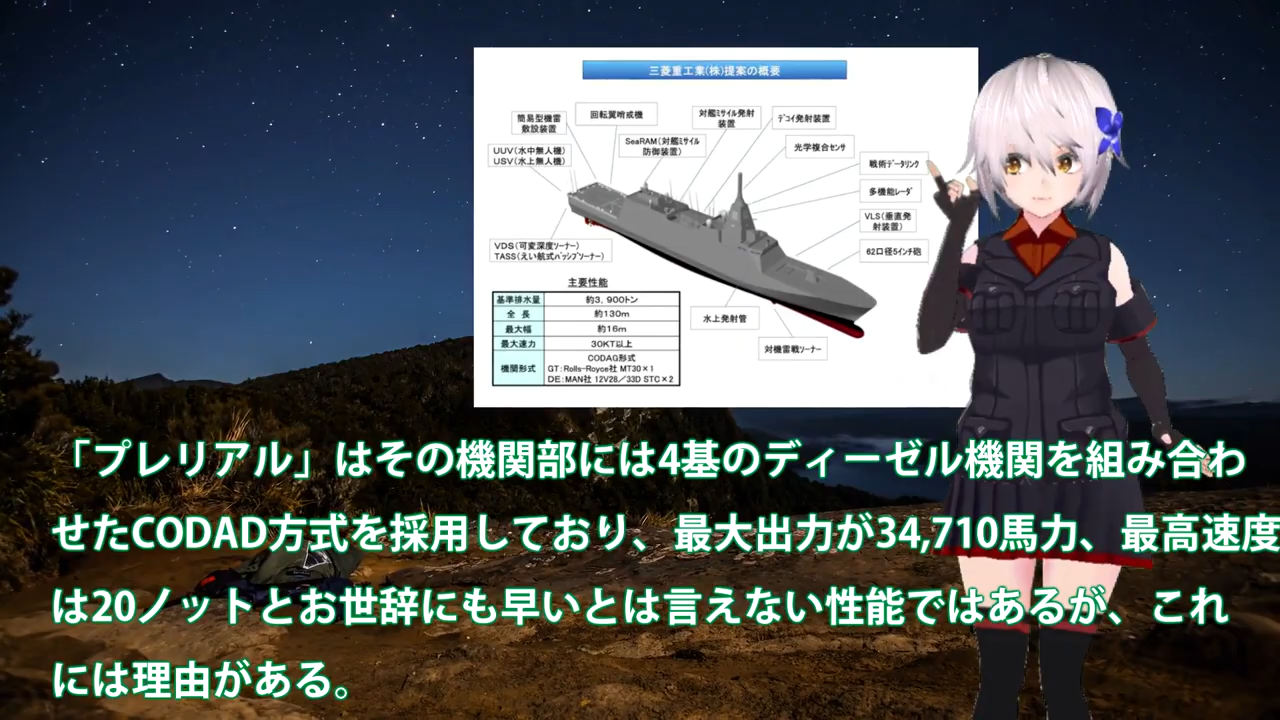 三菱重工業(株)提案の概要
簡易型機雷
敷設装置
回転翼哨戒機
対艦ミサイル発射
装置
デコイ発射装置
SeaRAM(対艦ミサイル
防御装置)
光学複合センサ
UUV(水中無人機)
USV(水上無人機)
戦術データリンク
多機能レーダ
VLS(垂直発
射装置)
62口径5インチ砲
VDS(可変深度ソーナー)
TASS(えい航式パッシブソーナー)
水上発射管
対機雷戦ソーナー
主要性能
基準排水量 約3,900トン
全 長 約130m
最大幅 約16m
最大速力 30KT以上
機関形式 CODAG形式
GT:Rolls-Royce社 MT30×1
DE:MAN社 12V28/33D STC×2
「プレリアル」はその機関部には4基のディーゼル機関を組み合わ
せたCODAD方式を採用しており、最大出力が34,710馬力、最高速度
は20ノットとお世辞にも早いとは言えない性能ではあるが、これ
には理由がある。